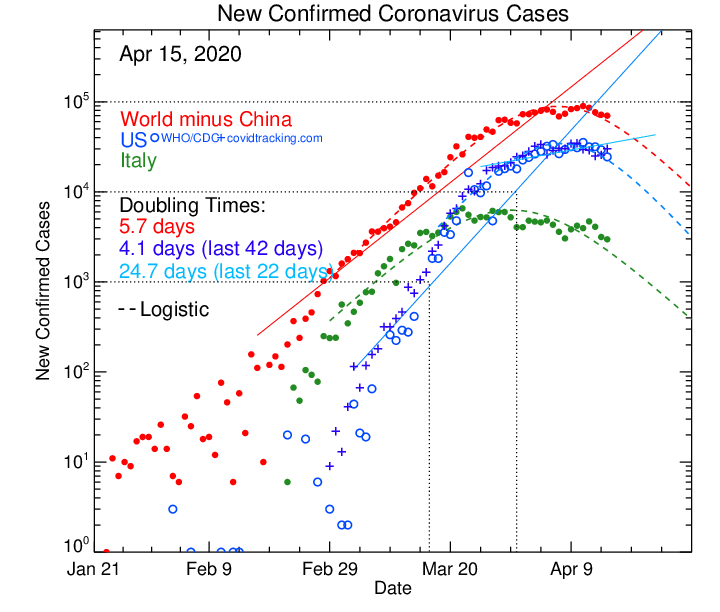 New Confirmed Coronavirus Cases
Apr 15, 2020
World minus China
US o WHO/CDC + covidtracking.com
Italy
Doubling Times:
5.7 days
4.1 days (last 42 days)
24.7 days (last 22 days)
-- Logistic
New Confirmed Cases
10^5
10^4
10^3
10^2
10^1
10^0
Jan 21 Feb 9 Feb 29 Mar 20 Apr 9
Date